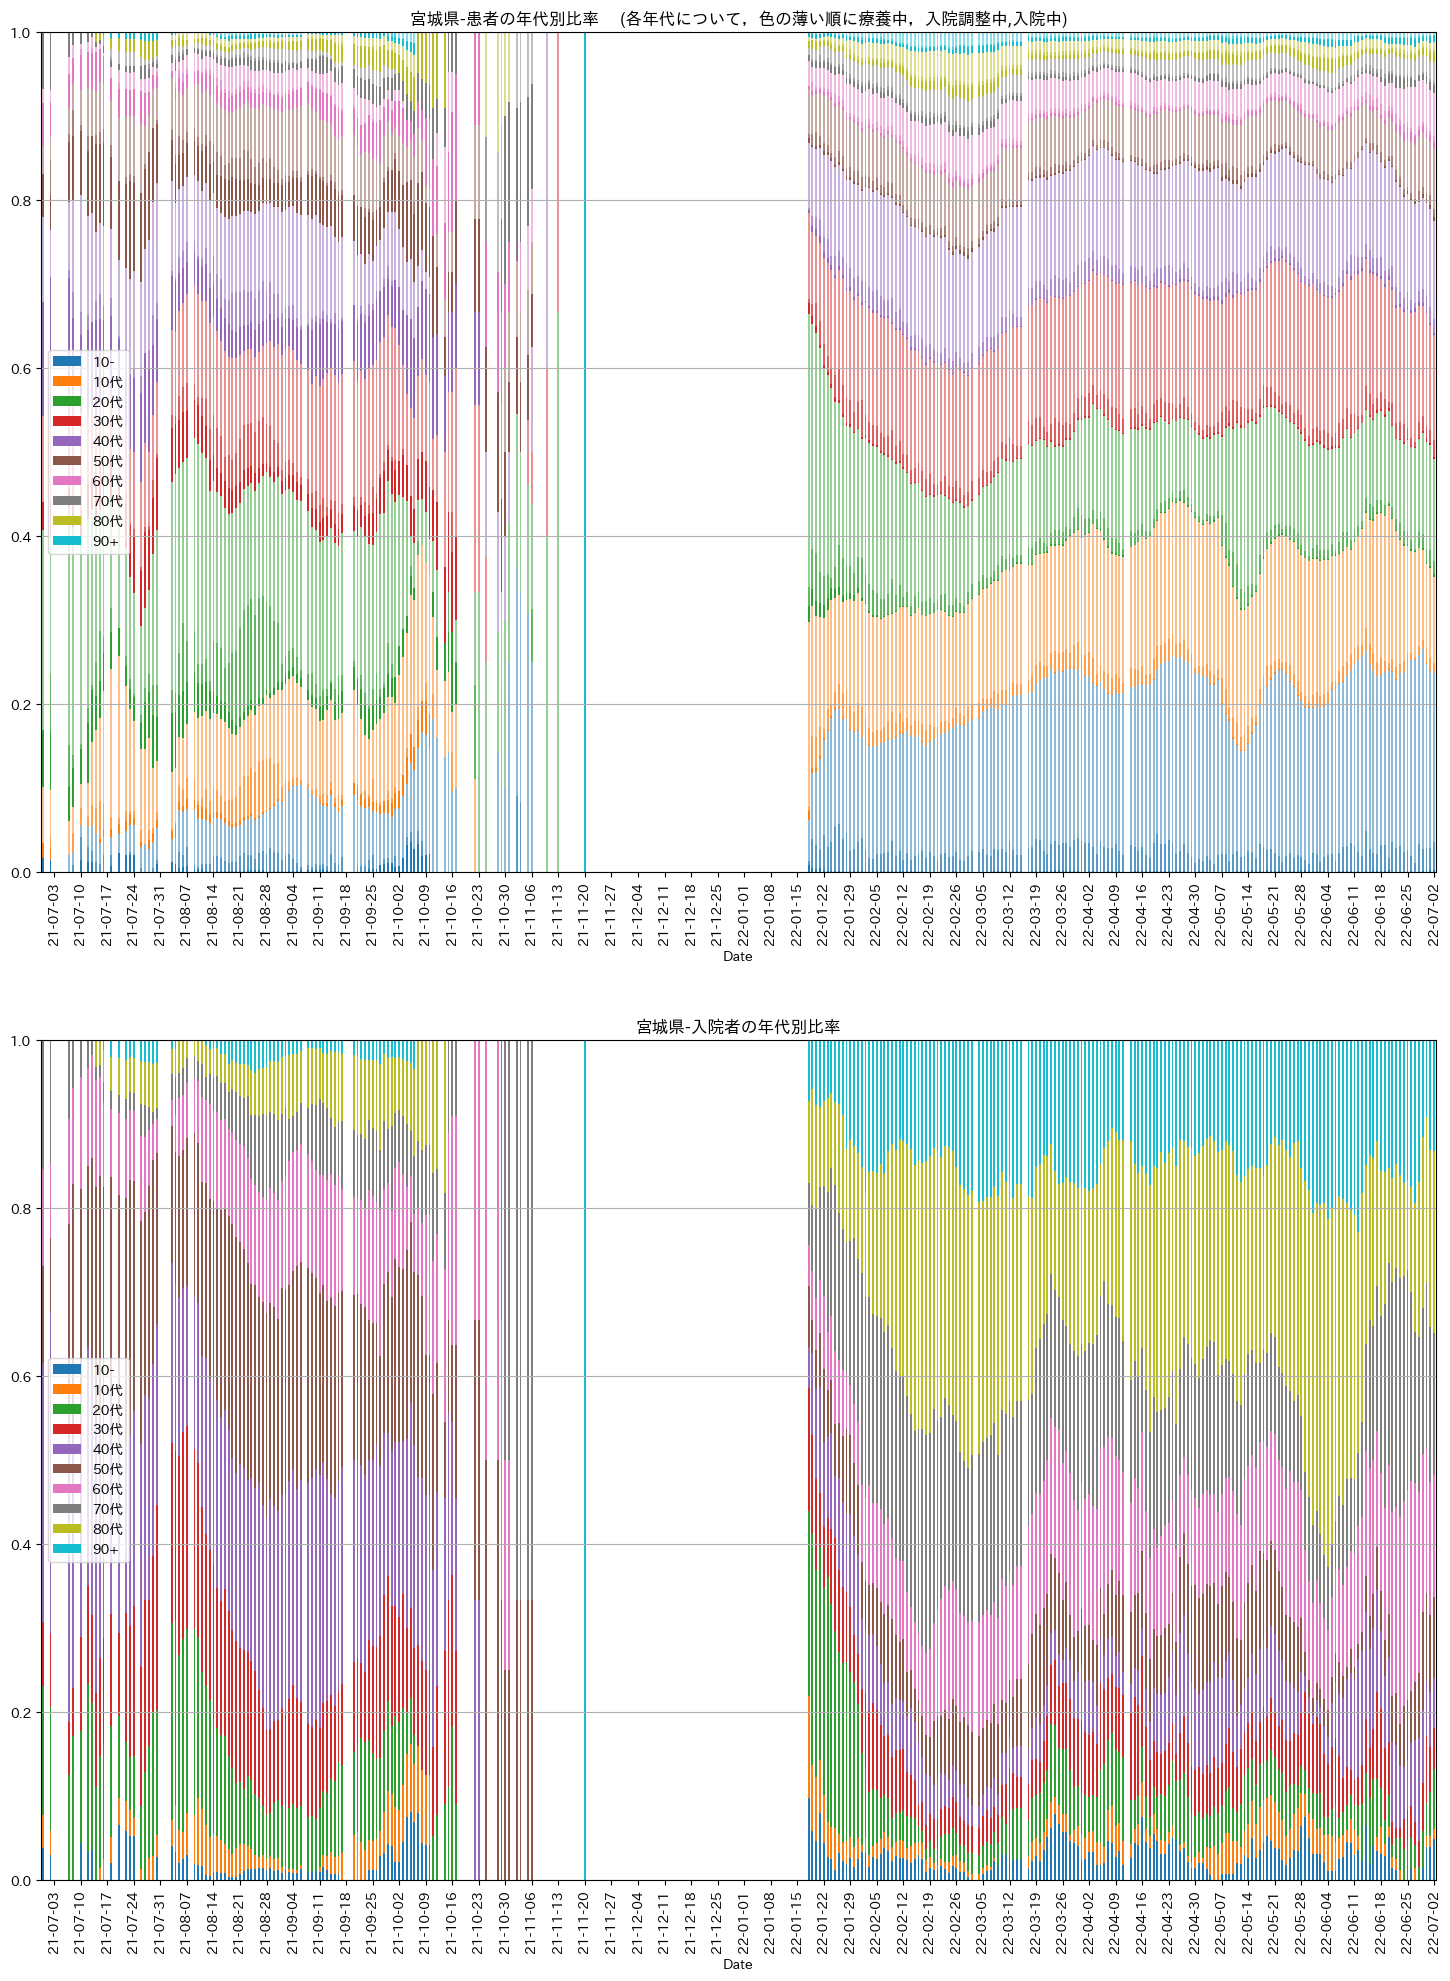 宮城県-患者の年代別比率　(各年代について，色の薄い順に療養中，入院調整中,入院中)
1.0
0.8
0.6
0.4
0.2
0.0
10-
10代
20代
30代
40代
50代
60代
70代
80代
90+
21-07-03 21-07-10 21-07-17 21-07-24 21-07-31 21-08-07 21-08-14 21-08-21 21-08-28 21-09-04 21-09-11 21-09-18 21-09-25 21-10-02 21-10-09 21-10-16 21-10-23 21-10-30 21-11-06 21-11-13 21-11-20 21-11-27 21-12-04 21-12-11 21-12-18 21-12-25 22-01-01 22-01-08 22-01-15 22-01-22 22-01-29 22-02-05 22-02-12 22-02-19 22-02-26 22-03-05 22-03-12 22-03-19 22-03-26 22-04-02 22-04-09 22-04-16 22-04-23 22-04-30 22-05-07 22-05-14 22-05-21 22-05-28 22-06-04 22-06-11 22-06-18 22-06-25 22-07-02
Date
宮城県-入院者の年代別比率
1.0
0.8
0.6
0.4
0.2
0.0
10-
10代
20代
30代
40代
50代
60代
70代
80代
90+
21-07-03 21-07-10 21-07-17 21-07-24 21-07-31 21-08-07 21-08-14 21-08-21 21-08-28 21-09-04 21-09-11 21-09-18 21-09-25 21-10-02 21-10-09 21-10-16 21-10-23 21-10-30 21-11-06 21-11-13 21-11-20 21-11-27 21-12-04 21-12-11 21-12-18 21-12-25 22-01-01 22-01-08 22-01-15 22-01-22 22-01-29 22-02-05 22-02-12 22-02-19 22-02-26 22-03-05 22-03-12 22-03-19 22-03-26 22-04-02 22-04-09 22-04-16 22-04-23 22-04-30 22-05-07 22-05-14 22-05-21 22-05-28 22-06-04 22-06-11 22-06-18 22-06-25 22-07-02
Date